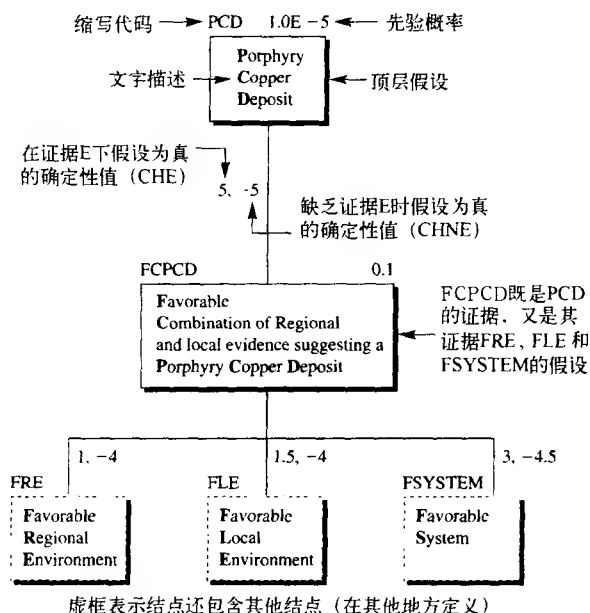 缩写代码 PCD 1.0E -5 先验概率
Porphyry
Copper
Deposit
文字描述
顶层假设
在证据E下假设为真
的确定性值（CHE）
5, -5
缺乏证据E时假设为真
的确定性值（CHNE）
FCPCD 0.1
Favorable
Combination of Regional
and local evidence suggesting a
Porphyry Copper Deposit
FCPCD既是PCD
的证据，又是其
证据FRE，FLE 和
FSYSTEM的假设
1, -4
1.5, -4
3, -4.5
FRE
Favorable
Regional
Environment
FLE
Favorable
Local
Environment
FSYSTEM
Favorable
System
虚框表示结点还包含其他结点（在其他地方定义）